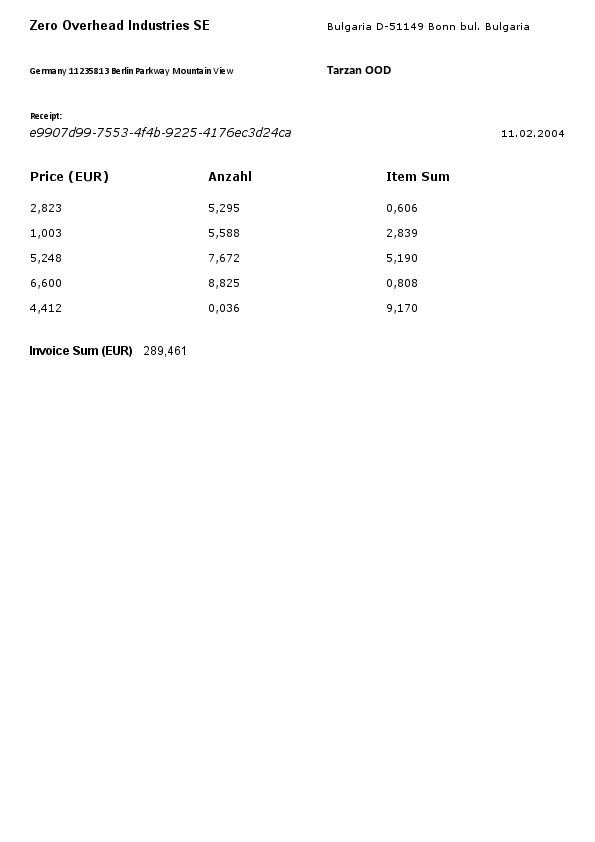 Zero Overhead Industries SE
Bulgaria D-51149 Bonn bul. Bulgaria
Germany 11235813 Berlin Parkway Mountain View
Tarzan OOD
Receipt:
e9907d99-7553-4f4b-9225-4176ec3d24ca 11.02.2004
Price (EUR) Anzahl Item Sum
2,823 5,295 0,606
1,003 5,588 2,839
5,248 7,672 5,190
6,600 8,825 0,808
4,412 0,036 9,170
Invoice Sum (EUR) 289,461